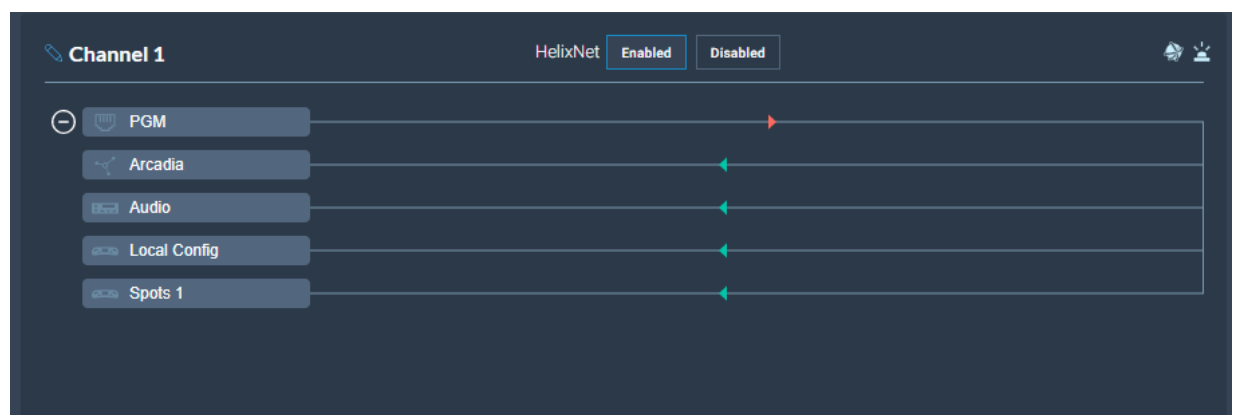 Channel 1 HelixNet Enabled Disabled
PGM
Arcadia
Audio
Local Config
Spots 1